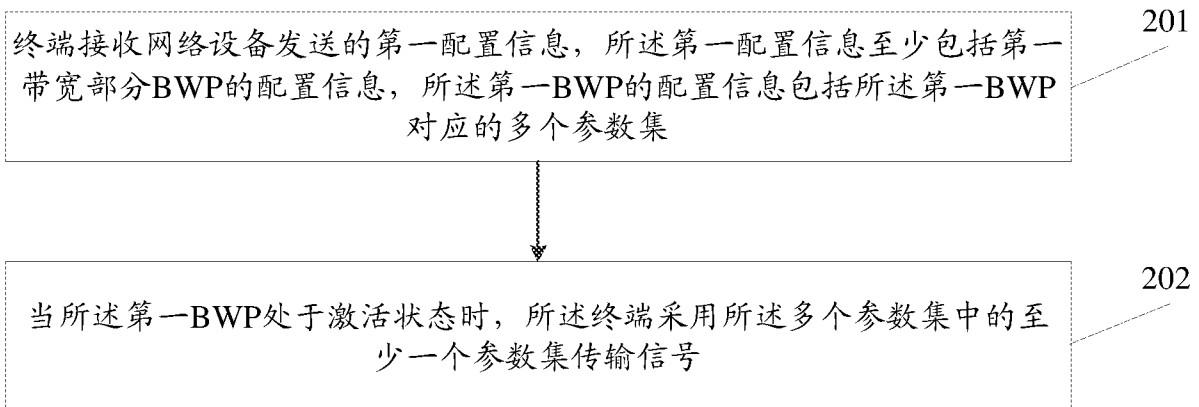 终端接收网络设备发送的第一配置信息，所述第一配置信息至少包括第一
带宽部分BWP的配置信息，所述第一BWP的配置信息包括所述第一BWP
对应的多个参数集
201
当所述第一BWP处于激活状态时，所述终端采用所述多个参数集中的至
少一个参数集传输信号
202